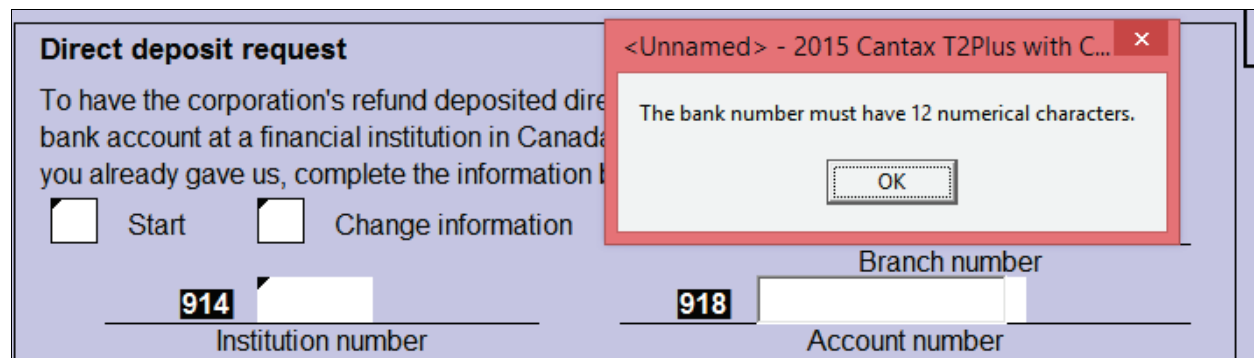 Direct deposit request
<Unnamed> - 2015 Cantax T2Plus with C...
To have the corporation's refund deposited dire
The bank number must have 12 numerical characters.
bank account at a financial institution in Canada
you already gave us, complete the information
OK
Start
Change information
Branch number
914
918
Institution number
Account number